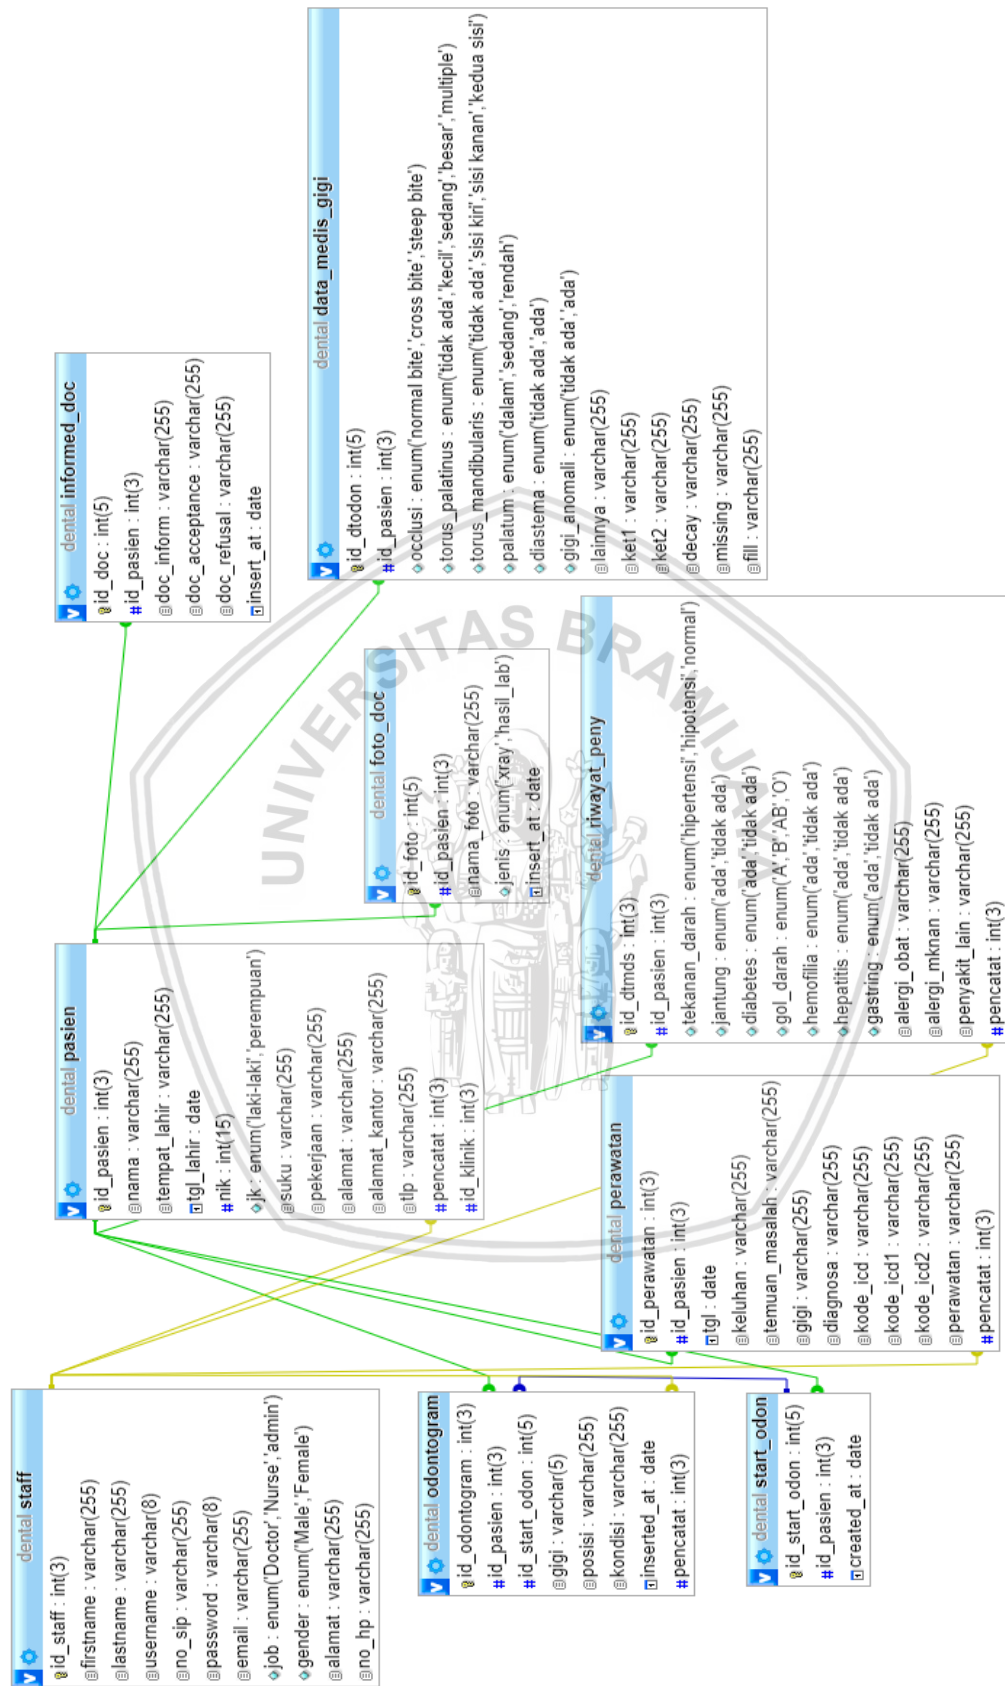 dental staff
id_staff : int(3)
firstname : varchar(255)
lastname : varchar(255)
username : varchar(8)
no_sip : varchar(255)
password : varchar(8)
email : varchar(255)
job : enum('Doctor','Nurse','admin')
gender : enum('Male','Female')
alamat : varchar(255)
no_hp : varchar(255)
dental odontogram
id_odontogram : int(3)
#id_pasien : int(3)
#id_start_odon : int(5)
gigi : varchar(5)
posisi : varchar(255)
kondisi : varchar(255)
inserted_at : date
#pencatat : int(3)
dental start_odon
id_start_odon : int(5)
#id_pasien : int(3)
created_at : date
dental pasien
id_pasien : int(3)
nama : varchar(255)
tempat_lahir : varchar(255)
tgl_lahir : date
#nik : int(15)
jk : enum('laki-laki','perempuan')
suku : varchar(255)
pekerjaan : varchar(255)
alamat : varchar(255)
alamat_kantor : varchar(255)
tlp : varchar(255)
#pencatat : int(3)
#id_klinik : int(3)
dental perawatan
id_perawatan : int(3)
#id_pasien : int(3)
tgl : date
keluhan : varchar(255)
temuan_masalah : varchar(255)
gigi : varchar(255)
diagnosa : varchar(255)
kode_icd : varchar(255)
kode_icd1 : varchar(255)
kode_icd2 : varchar(255)
perawatan : varchar(255)
#pencatat : int(3)
dental foto_doc
id_foto : int(5)
#id_pasien : int(3)
nama_foto : varchar(255)
jenis : enum('xray','hasil_lab')
insert_at : date
dental riwayat_peny
id_dtmds : int(3)
#id_pasien : int(3)
tekanan_darah : enum('hipertensi','hipotensi','normal')
jantung : enum('ada','tidak ada')
diabetes : enum('ada','tidak ada')
gol_darah : enum('A','B','AB','O')
hemofilia : enum('ada','tidak ada')
hepatitis : enum('ada','tidak ada')
gastring : enum('ada','tidak ada')
alergi_obat : varchar(255)
alergi_mknan : varchar(255)
penyakit_lain : varchar(255)
#pencatat : int(3)
dental informed_doc
id_doc : int(5)
#id_pasien : int(3)
doc_inform : varchar(255)
doc_acceptance : varchar(255)
doc_refusal : varchar(255)
insert_at : date
dental data_medis_gigi
id_dtodon : int(5)
#id_pasien : int(3)
occlusi : enum('normal bite','cross bite','steep bite')
torus_palatinus : enum('tidak ada','kecil','sedang','besar','multiple')
torus_mandibularis : enum('tidak ada','sisi kiri','sisi kanan','kedua sisi')
palatum : enum('dalam','sedang','rendah')
diastema : enum('tidak ada','ada')
gigi_anomali : enum('tidak ada','ada')
lainnya : varchar(255)
ket1 : varchar(255)
ket2 : varchar(255)
decay : varchar(255)
missing : varchar(255)
fill : varchar(255)
UNIVERSITAS BRAWIJAYA